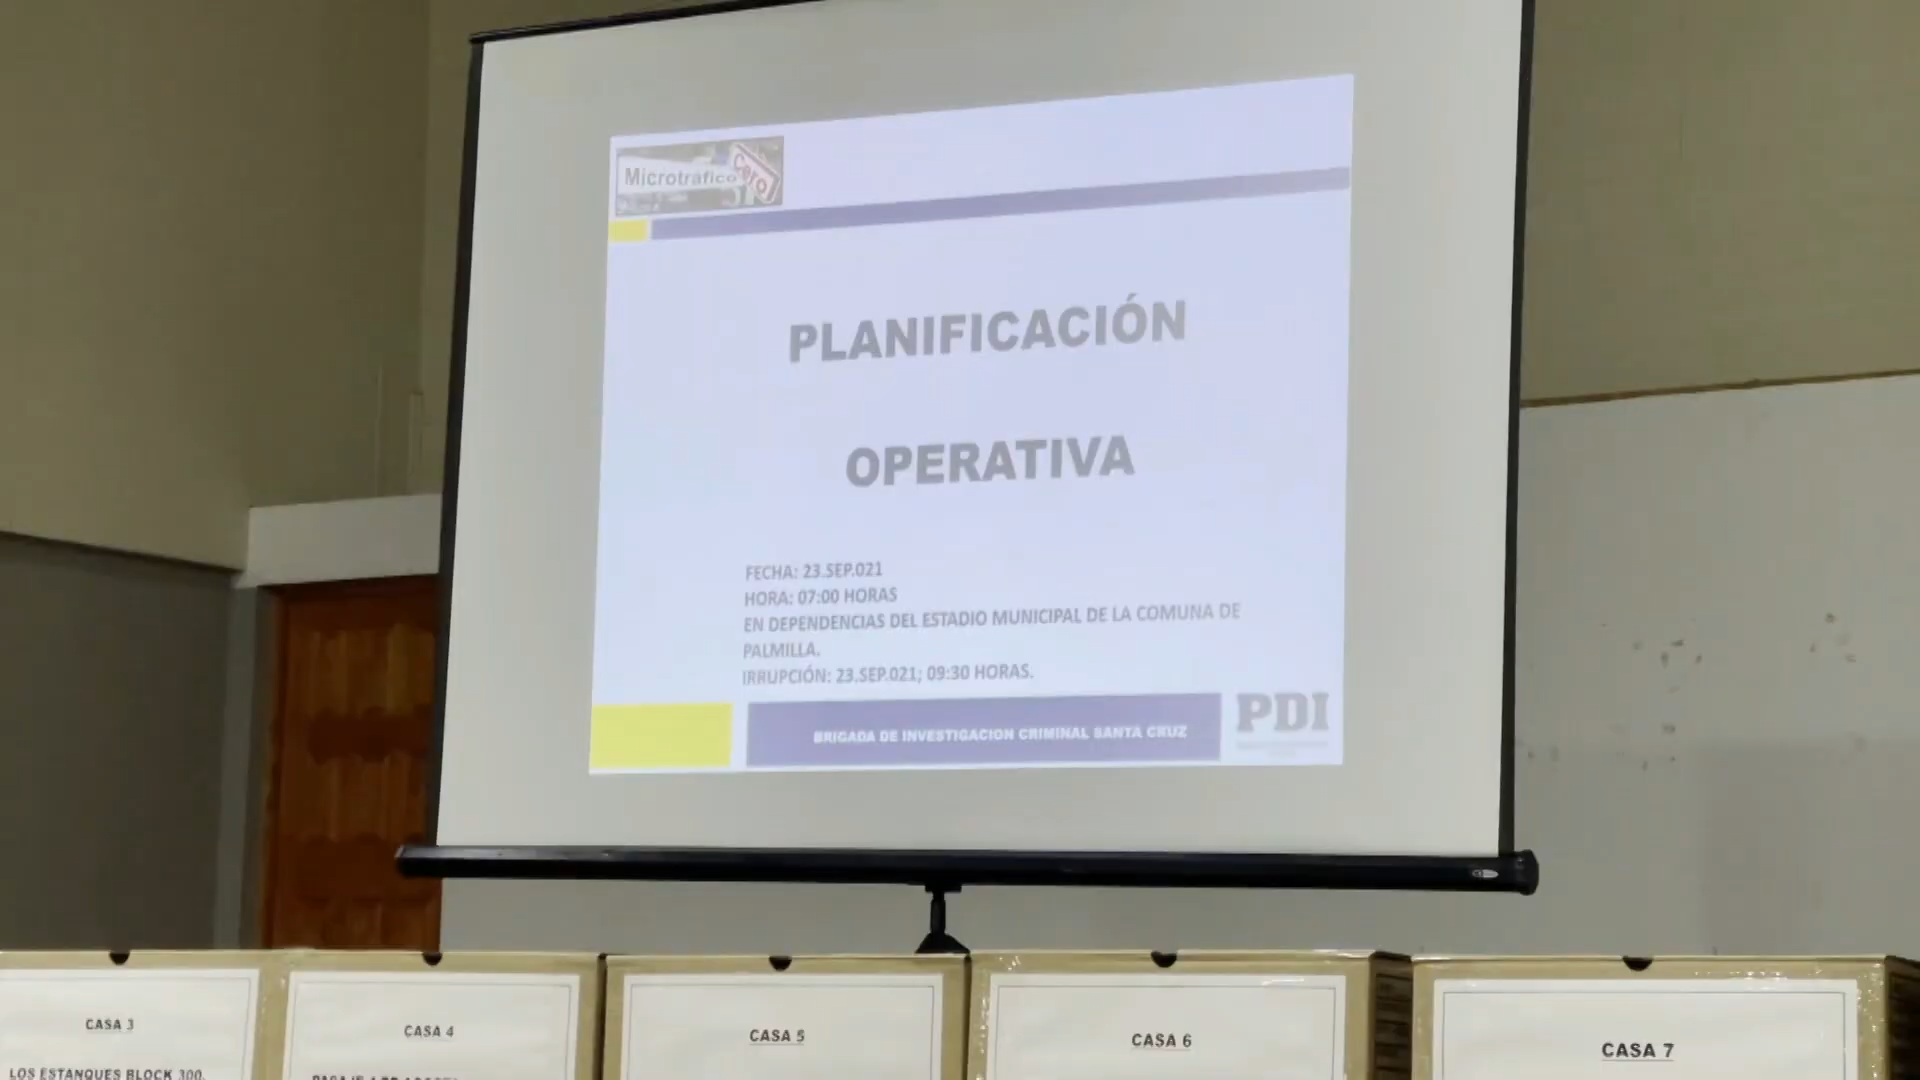 Microtrafico Cero
PLANIFICACIÓN
OPERATIVA
FECHA: 23.SEP.021
HORA: 07:00 HORAS
EN DEPENDENCIAS DEL ESTADIO MUNICIPAL DE LA COMUNA DE
PALMILLA.
IRRUPCIÓN: 23.SEP.021; 09:30 HORAS.
BRIGADA DE INVESTIGACION CRIMINAL SANTA CRUZ
PDI
CASA 3
CASA 4
CASA 5
CASA 6
CASA 7
LOS ESTANQUES BLOCK 300,